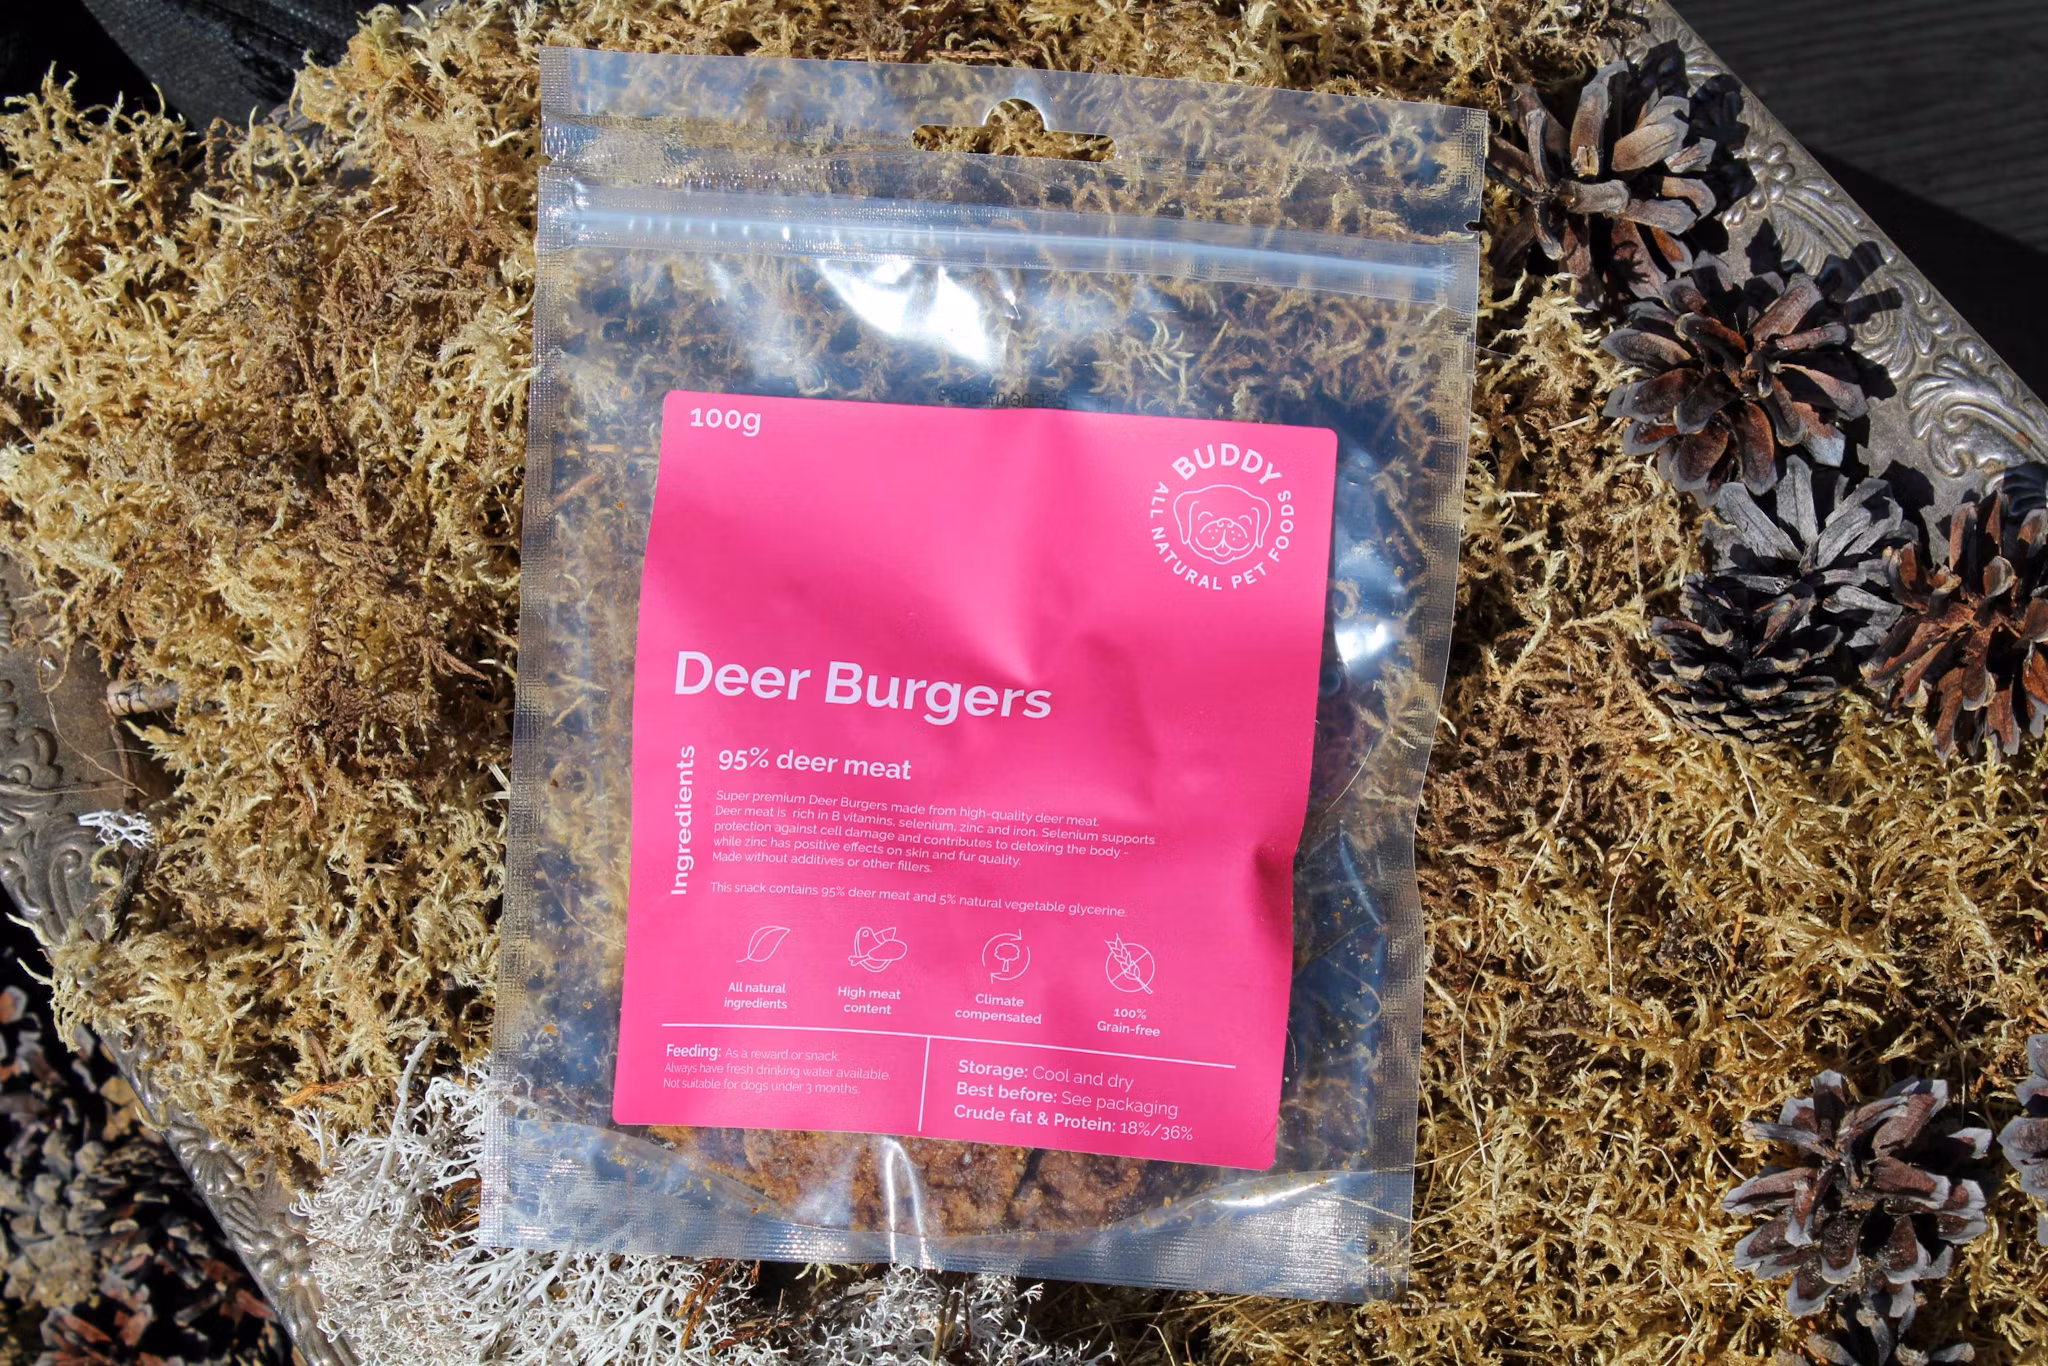 100g
BUDDY
ALL NATURAL PET FOODS
Deer Burgers
Ingredients
95% deer meat
Super premium Deer Burgers made from high-quality deer meat.
Deer meat is rich in B vitamins, selenium, zinc and iron. Selenium supports
protection against cell damage and contributes to detoxing the body -
while zinc has positive effects on skin and fur quality.
Made without additives or other fillers.
This snack contains 95% deer meat and 5% natural vegetable glycerine.
All natural
ingredients
High meat
content
Climate
compensated
100%
Grain-free
Feeding: As a reward or snack.
Always have fresh drinking water available.
Not suitable for dogs under 3 months.
Storage: Cool and dry
Best before: See packaging
Crude fat & Protein: 18%/36%